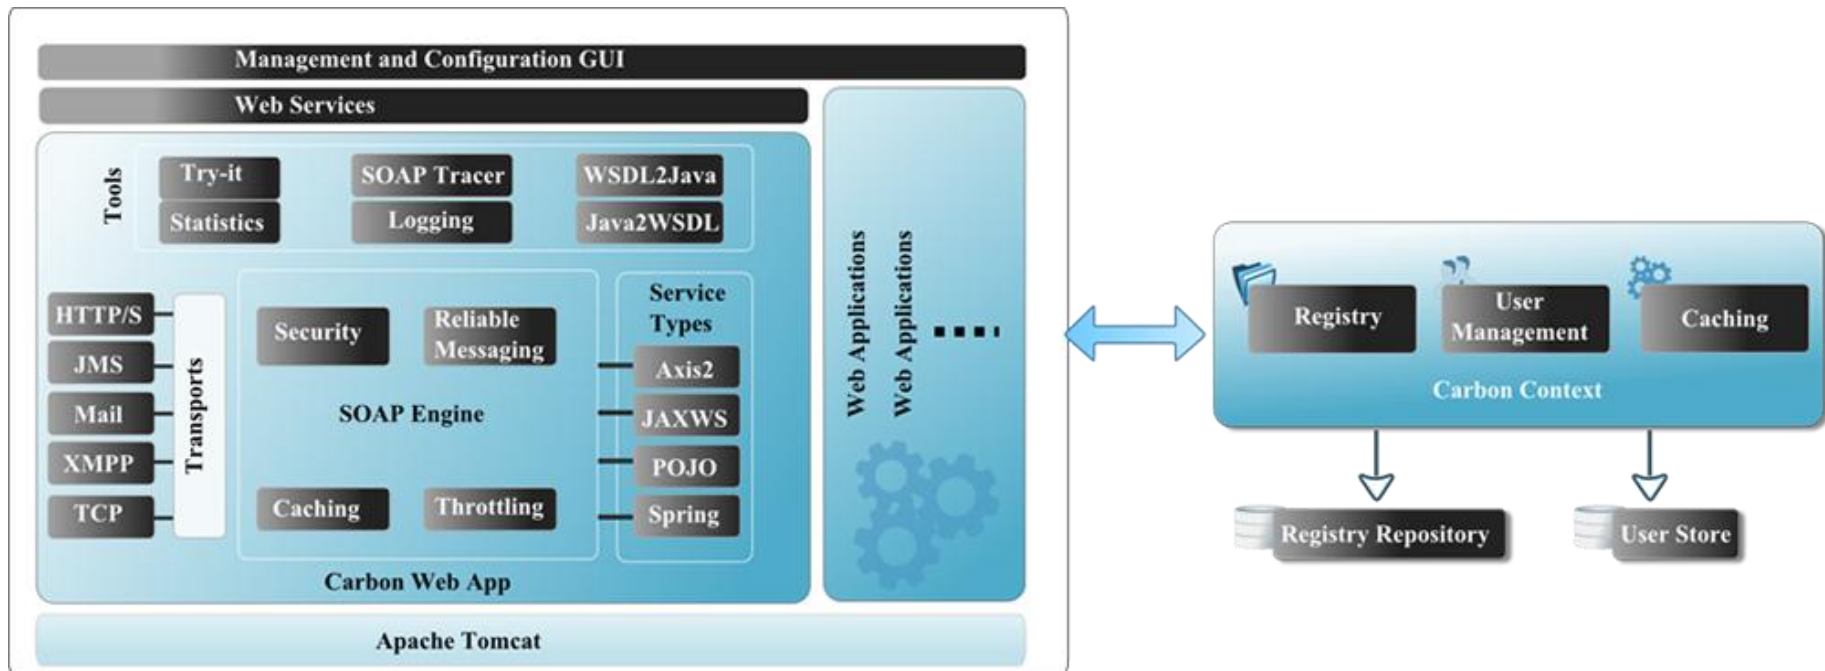 Management and Configuration GUI
Web Services
Tools
Try-it
SOAP Tracer
WSDL2Java
Statistics
Logging
Java2WSDL
HTTP/S
JMS
Mail
XMPP
TCP
Transports
Security
Reliable
Messaging
SOAP Engine
Caching
Throttling
Service
Types
Axis2
JAXWS
POJO
Spring
Carbon Web App
Web Applications
Web Applications
Apache Tomcat
Registry
User
Management
Caching
Carbon Context
Registry Repository
User Store